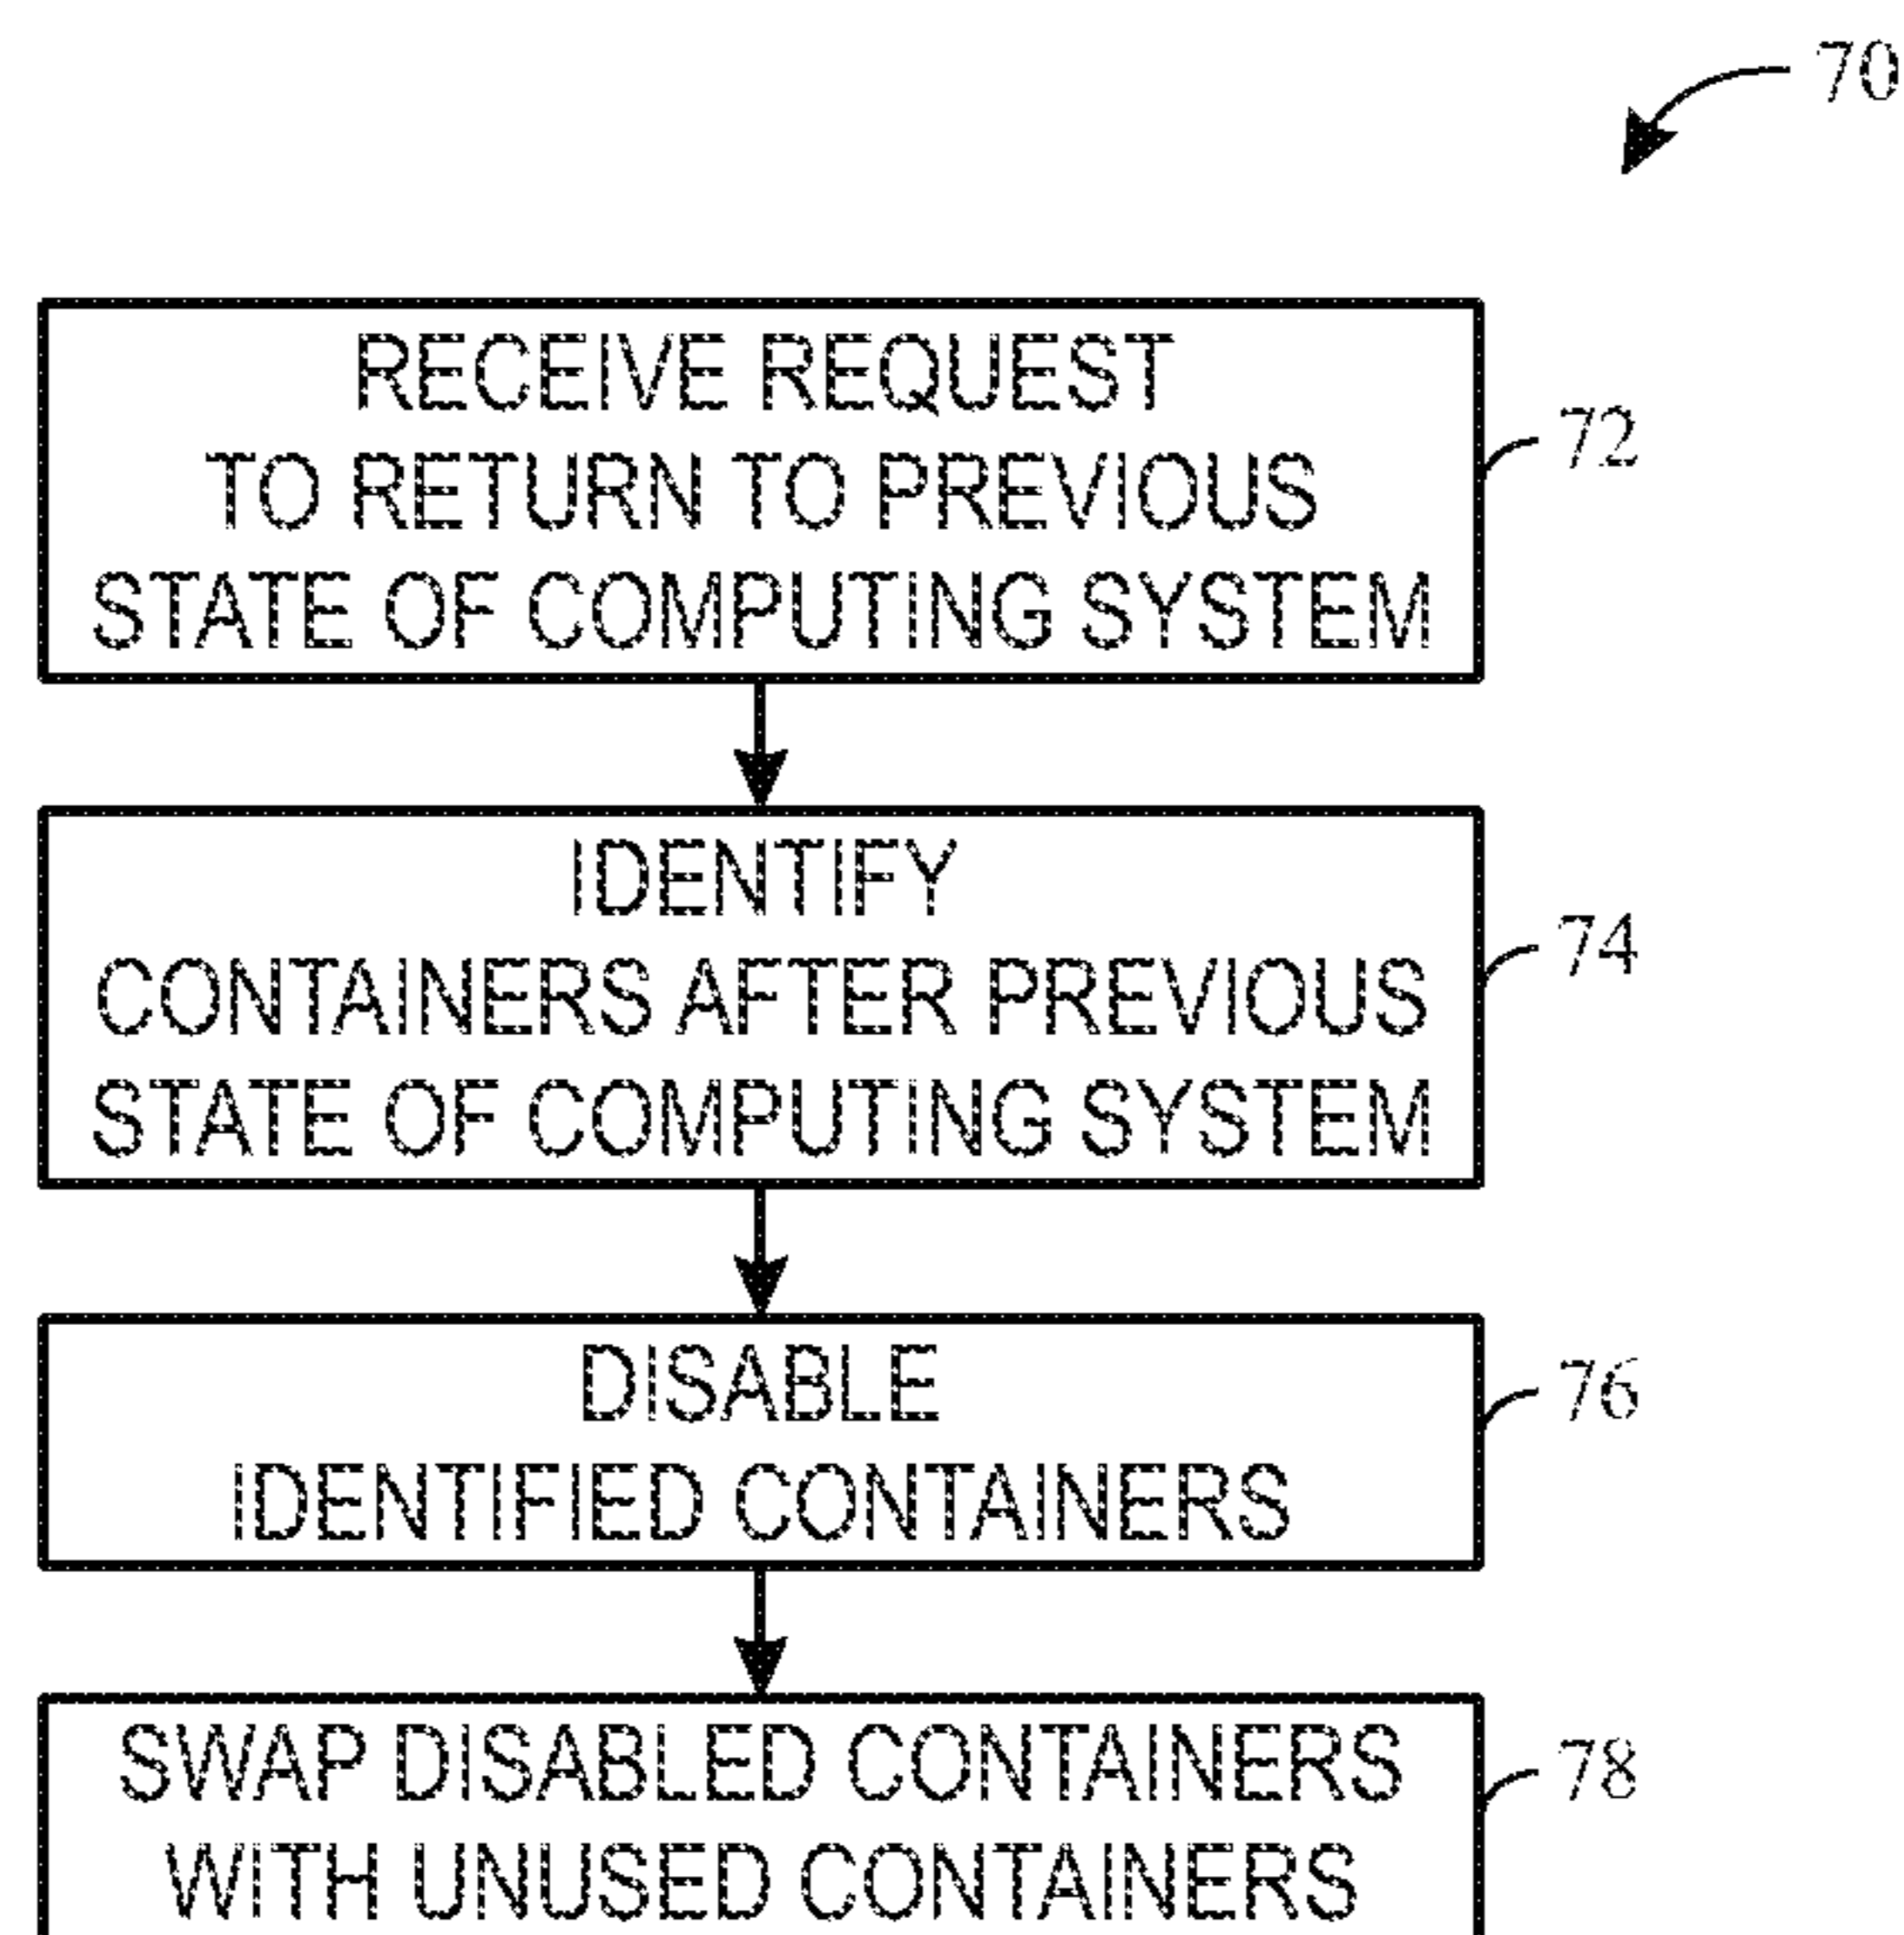 70
RECEIVE REQUEST
TO RETURN TO PREVIOUS
STATE OF COMPUTING SYSTEM
72
IDENTIFY
CONTAINERS AFTER PREVIOUS
STATE OF COMPUTING SYSTEM
74
DISABLE
IDENTIFIED CONTAINERS
76
SWAP DISABLED CONTAINERS
WITH UNUSED CONTAINERS
78